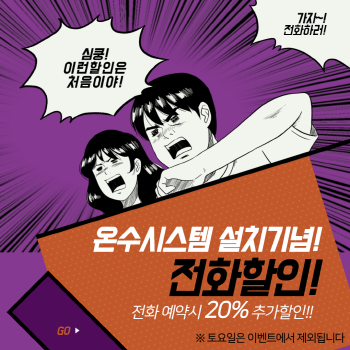 심쿵!
이런할인은
처음이야!
가자~!
전화하러!
온수시스템 설치기념!
전화할인!
전화 예약시 20% 추가할인!!
GO ▶
※ 토요일은 이벤트에서 제외됩니다